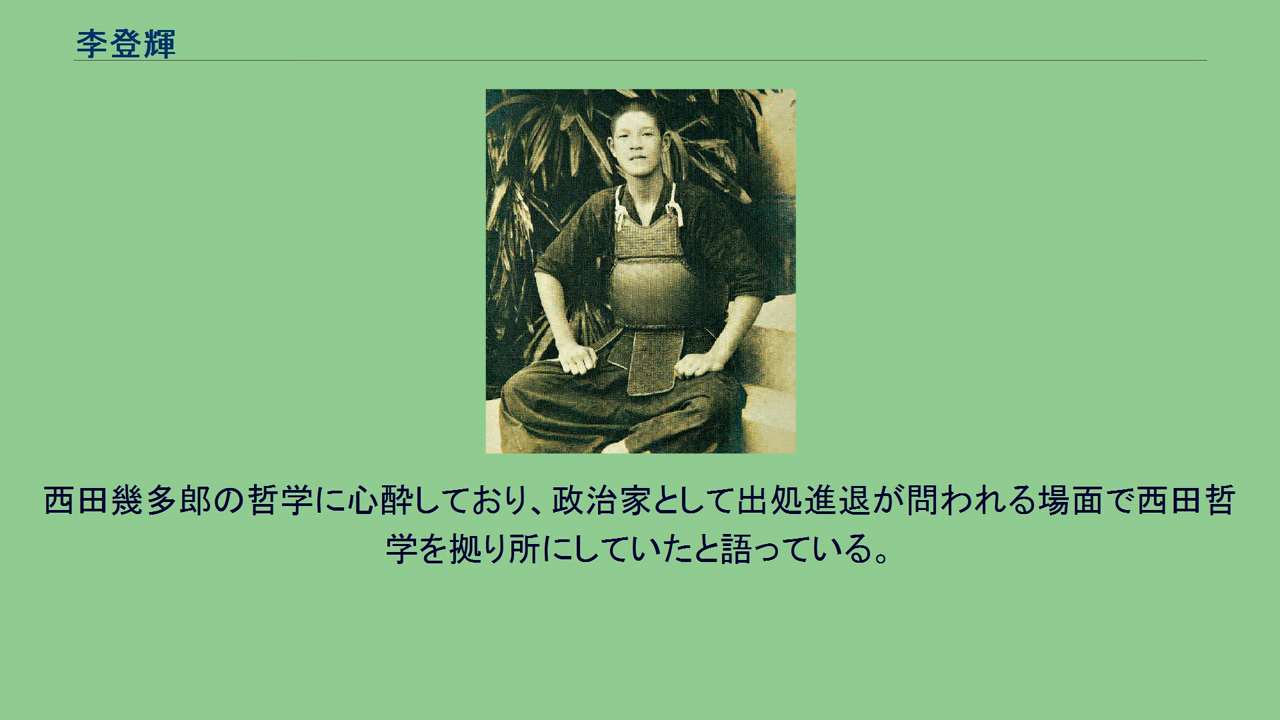 李登輝
西田幾多郎の哲学に心酔しており、政治家として出処進退が問われる場面で西田哲
学を拠り所にしていたと語っている。